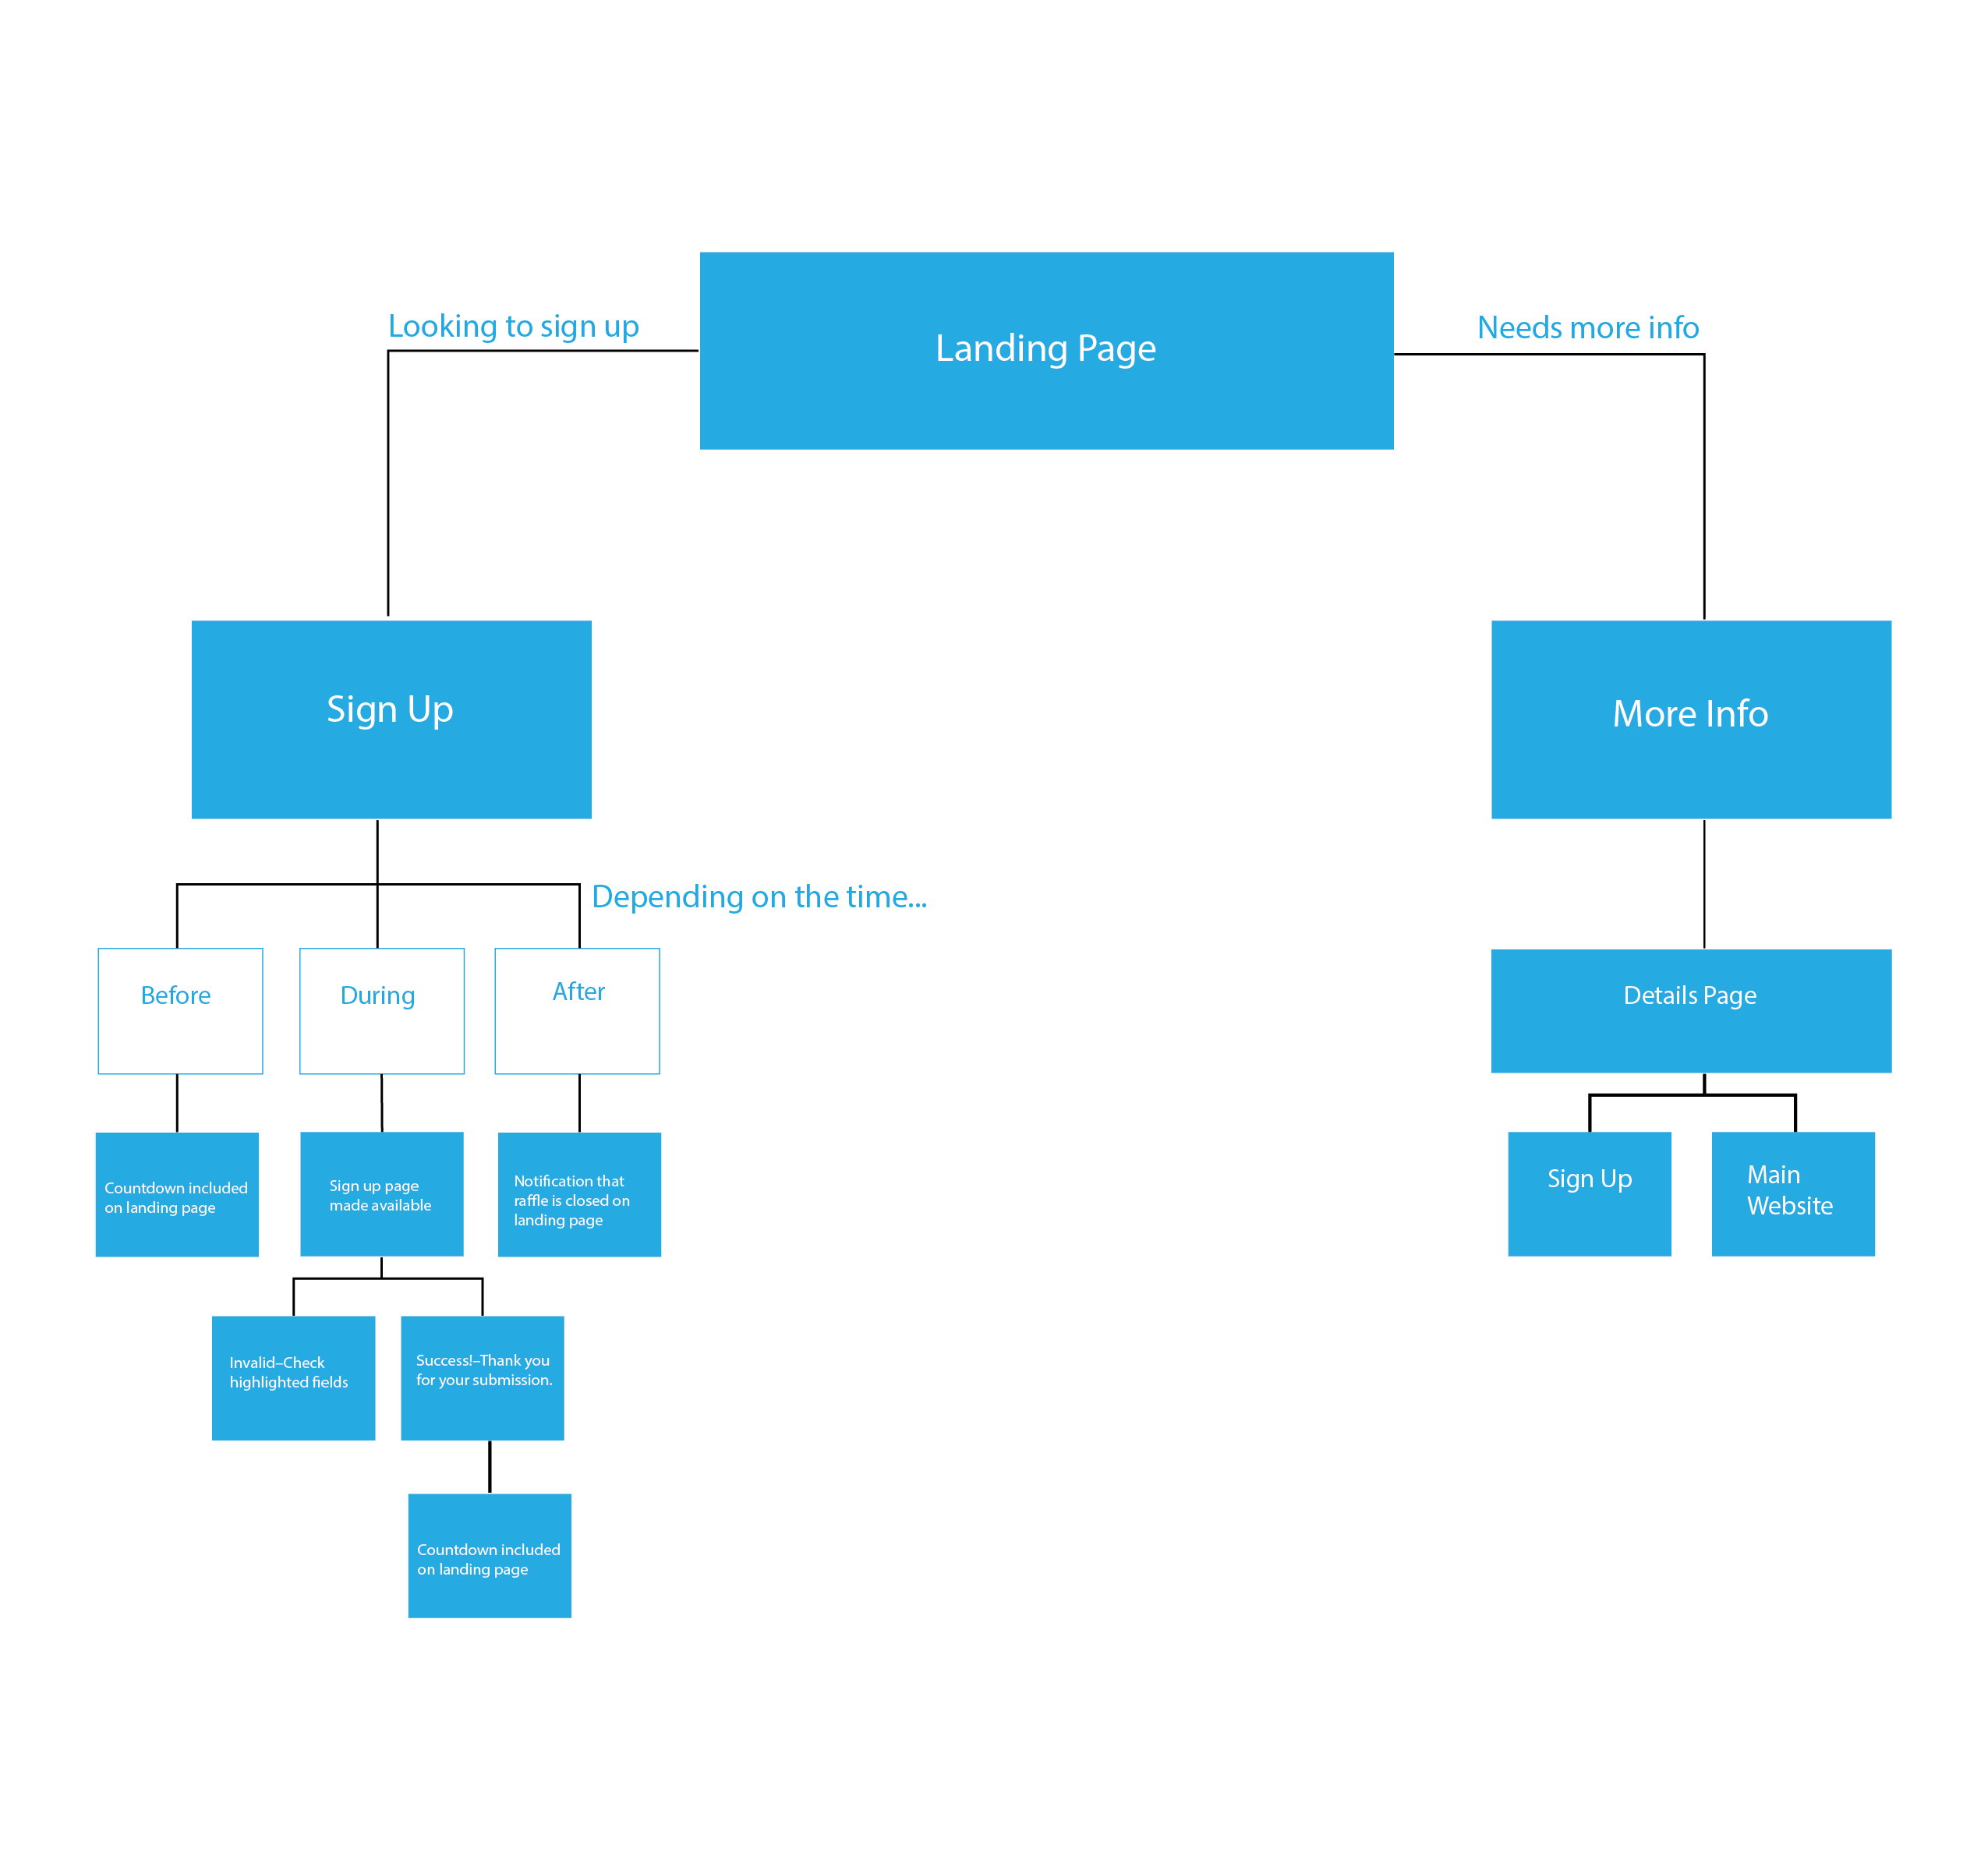 Looking to sign up
Landing Page
Needs more info
Sign Up
More Info
Depending on the time...
Before
During
After
Details Page
Countdown included
on landing page
Sign up page
made available
Notification that
raffle is closed on
landing page
Sign Up
Main
Website
Invalid–Check
highlighted fields
Success!–Thank you
for your submission.
Countdown included
on landing page